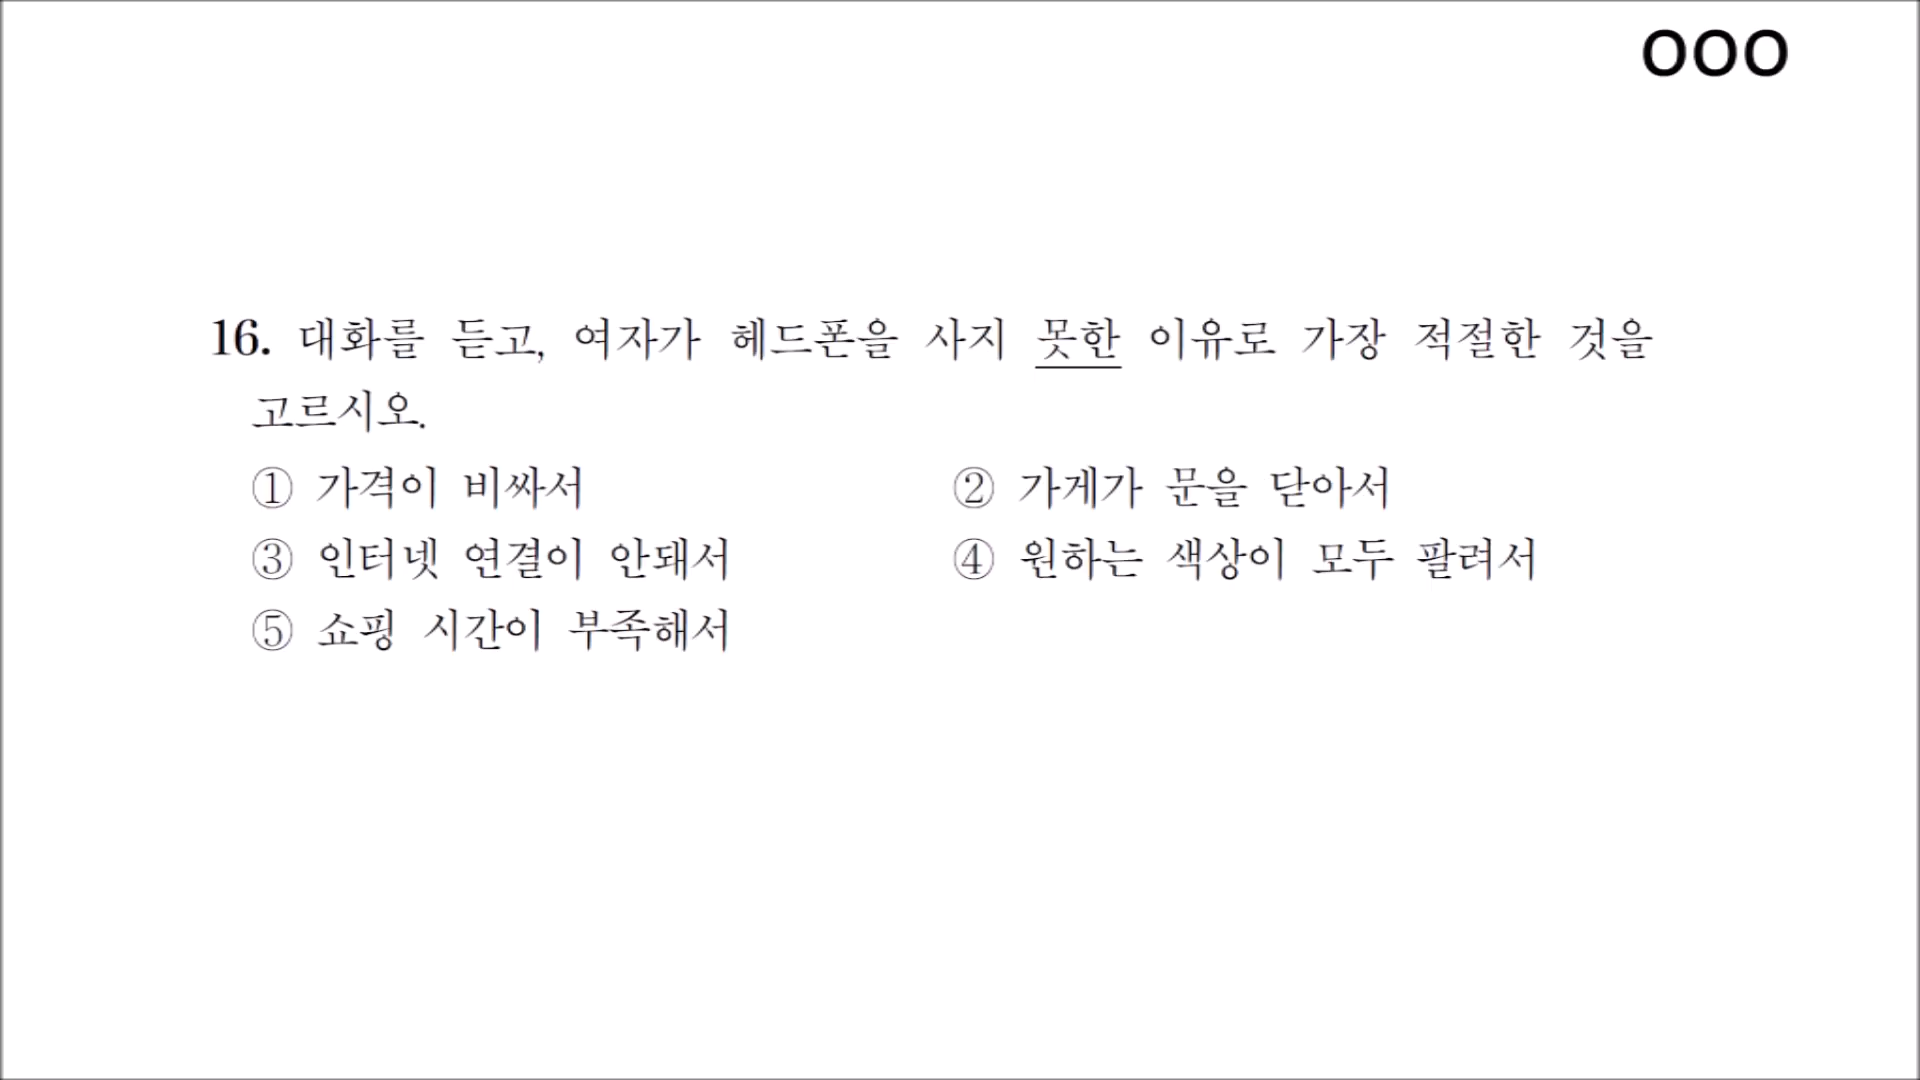 OOO
16. 대화를 듣고, 여자가 헤드폰을 사지 못한 이유로 가장 적절한 것을
고르시오.
① 가격이 비싸서 ② 가게가 문을 닫아서
③ 인터넷 연결이 안돼서 ④ 원하는 색상이 모두 팔려서
⑤ 쇼핑 시간이 부족해서